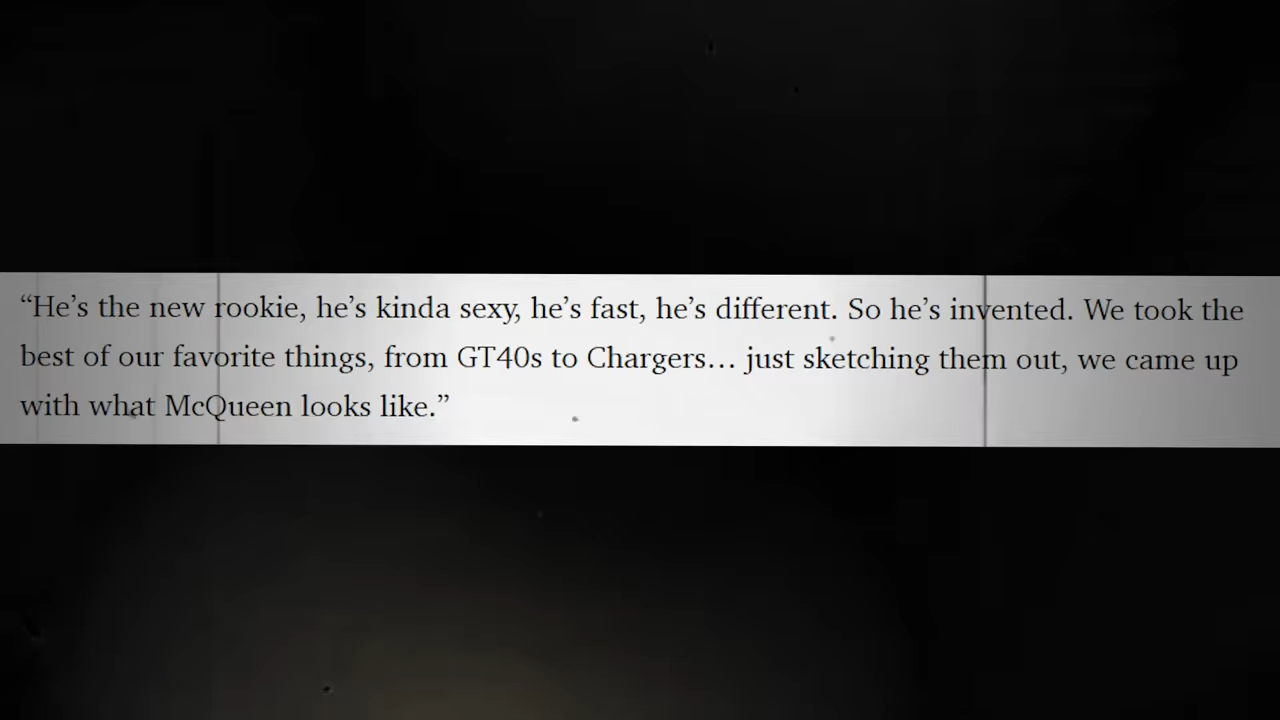 “He’s the new rookie, he’s kinda sexy, he’s fast, he’s different. So he’s invented. We took the
best of our favorite things, from GT40s to Chargers… just sketching them out, we came up
with what McQueen looks like.”